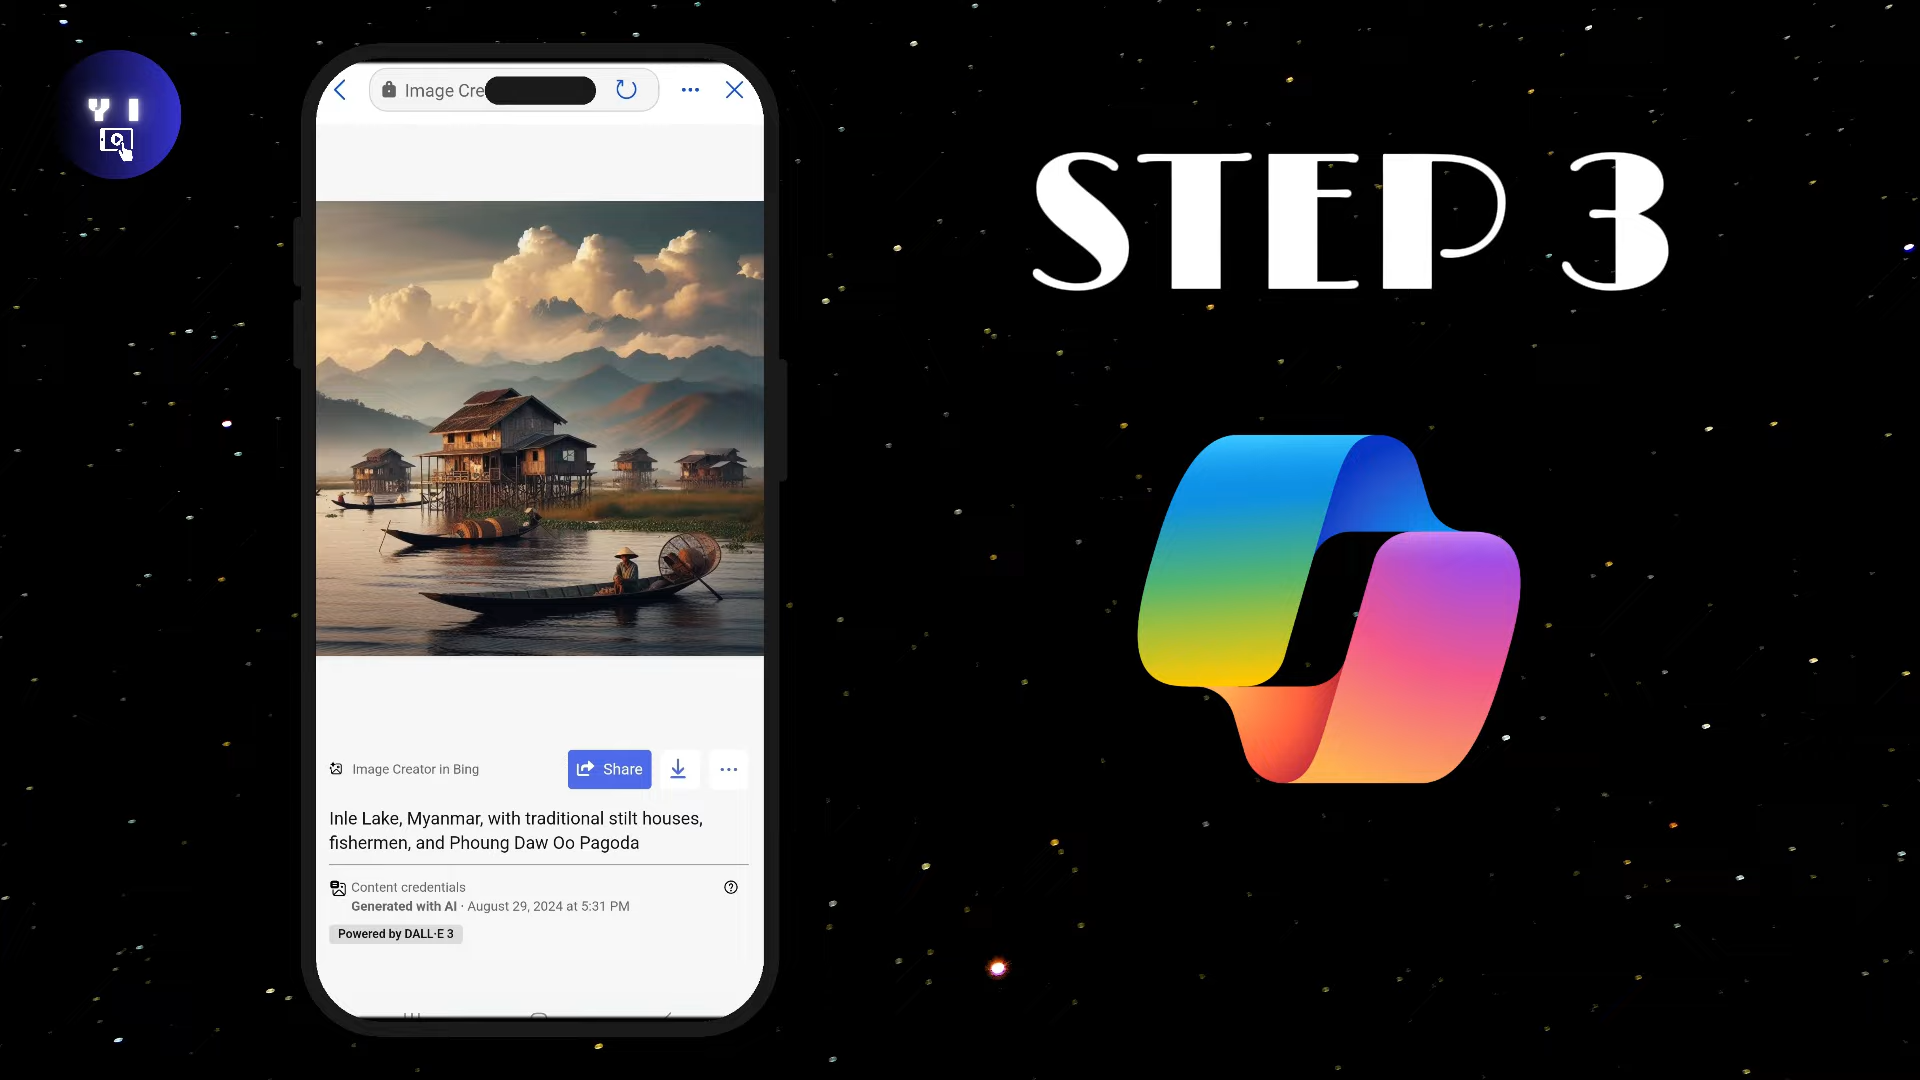 Y I
Image Cre
STEP 3
Image Creator in Bing
Share
Inle Lake, Myanmar, with traditional stilt houses,
fishermen, and Phoung Daw Oo Pagoda
Content credentials
Generated with AI · August 29, 2024 at 5:31 PM
Powered by DALL·E 3